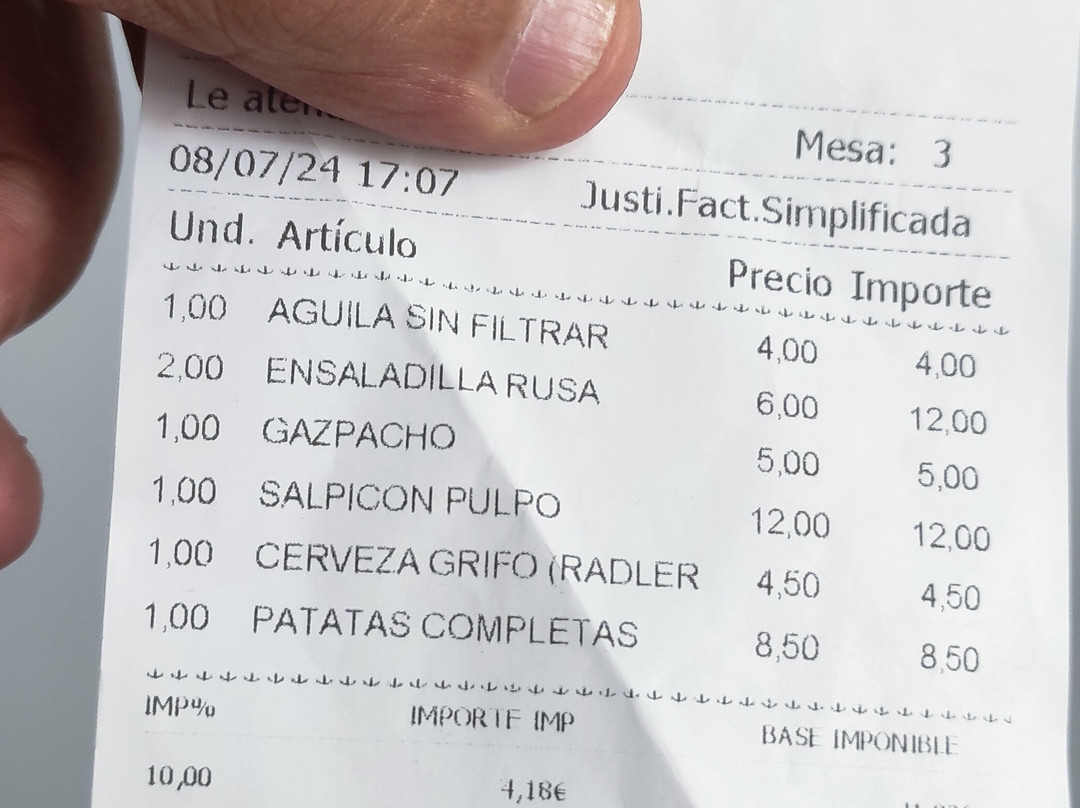 Le
Mesa: 3
08/07/24 17:07
Justi.Fact.Simplificada
Und. Artículo Precio Importe
1,00 AGUILA SIN FILTRAR 4,00 4,00
2,00 ENSALADILLA RUSA 6,00 12,00
1,00 GAZPACHO 5,00 5,00
1,00 SALPICON PULPO 12,00 12,00
1,00 CERVEZA GRIFO (RADLER 4,50 4,50
1,00 PATATAS COMPLETAS 8,50 8,50
IMP% IMPORTE IMP BASE IMPONIBLE
10,00 4,18€